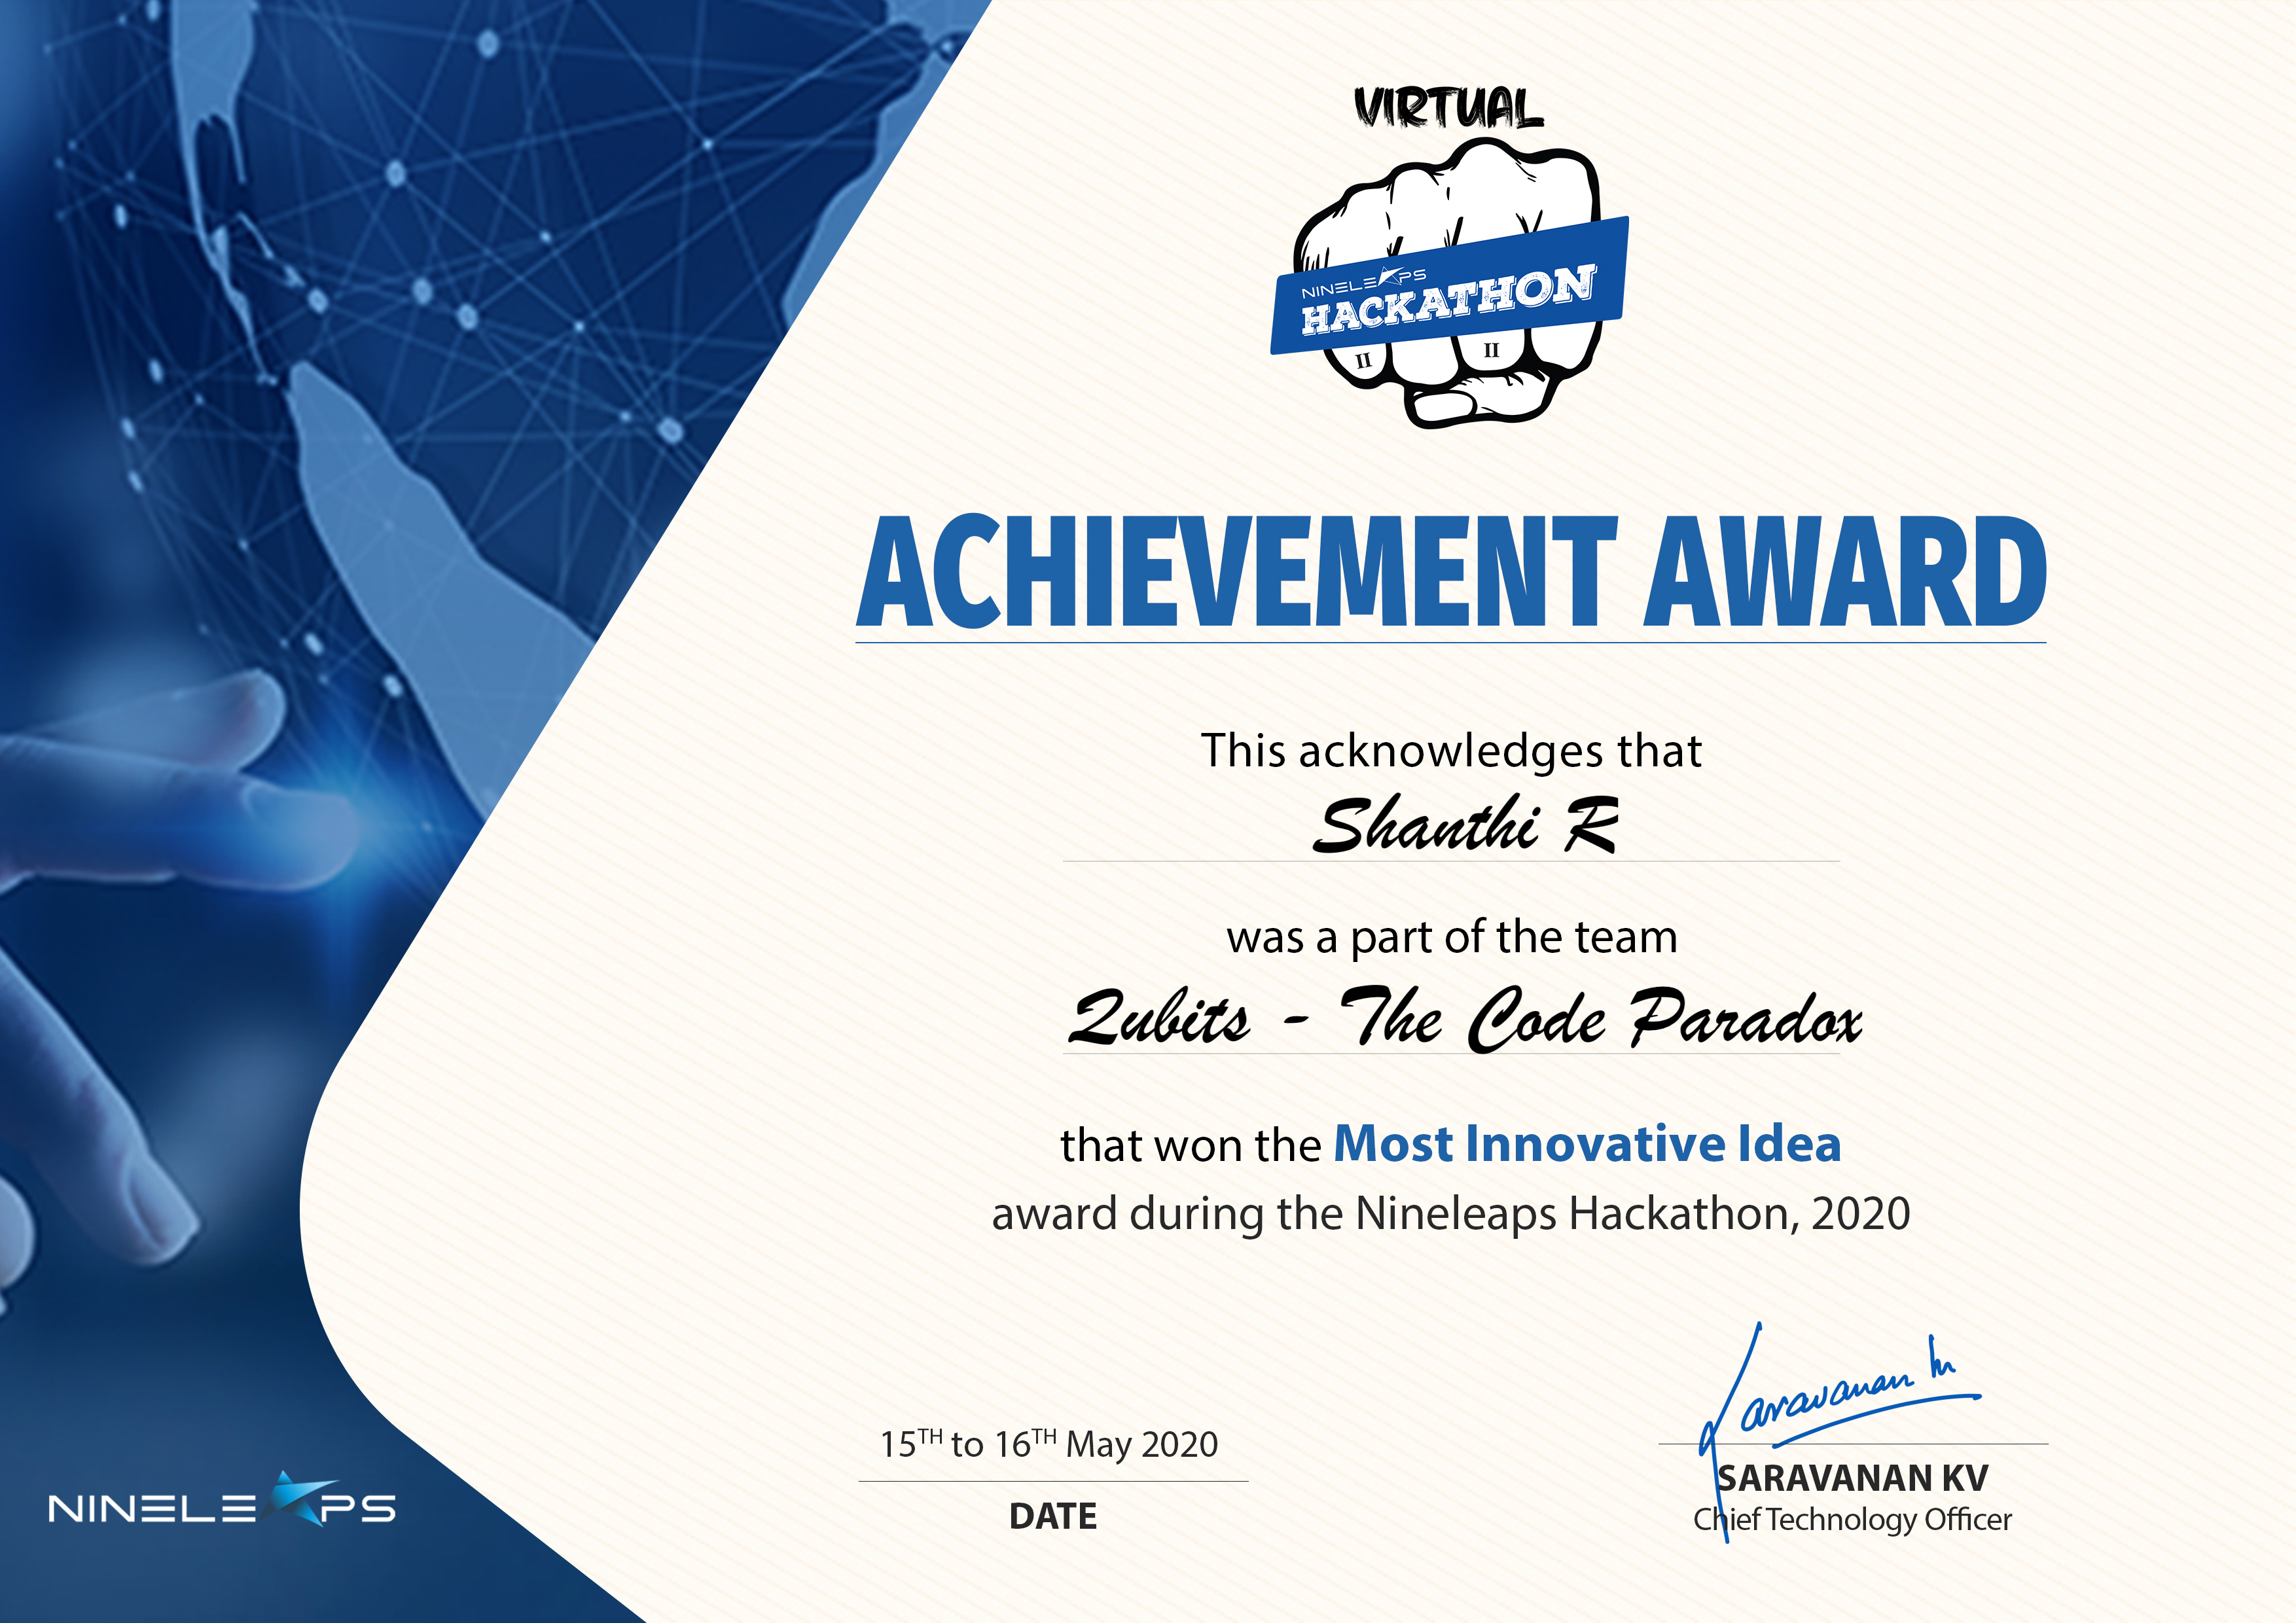 VIRTUAL
NINELEAPS
HACKATHON
II II
ACHIEVEMENT AWARD
This acknowledges that
Shanthi R
was a part of the team
Qubits - The Code Paradox
that won the Most Innovative Idea
award during the Nineleaps Hackathon, 2020
Saravanan
15TH to 16TH May 2020
DATE
SARAVANAN KV
Chief Technology Officer
NINELEAPS